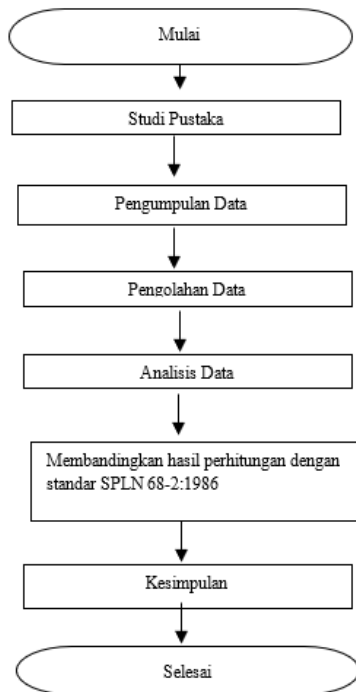 Mulai
Studi Pustaka
Pengumpulan Data
Pengolahan Data
Analisis Data
Membandingkan hasil perhitungan dengan
standar SPLN 68-2:1986
Kesimpulan
Selesai